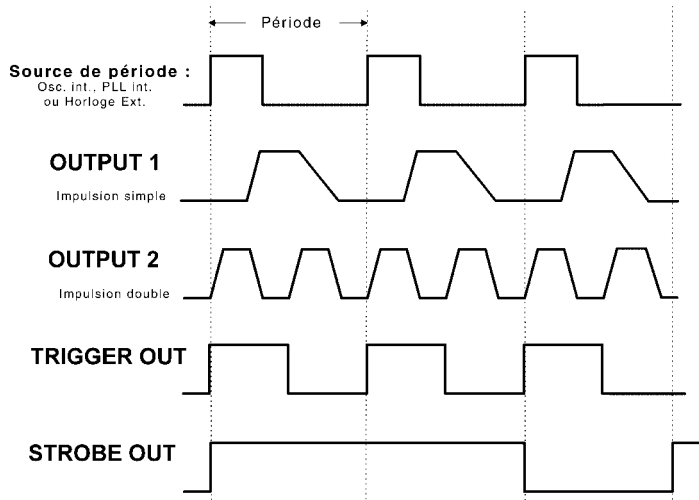 Période
Source de période :
Osc. int., PLL Int.
ou Horloge Ext.
OUTPUT 1
Impulsion simple
OUTPUT 2
Impulsion double
TRIGGER OUT
STROBE OUT